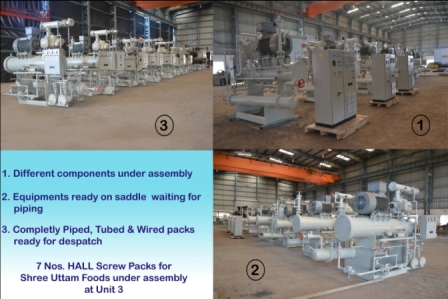 3
1
1. Different components under assembly
2. Equipments ready on saddle waiting for
piping
3. Completly Piped, Tubed & Wired packs
ready for despatch
7 Nos. HALL Screw Packs for
Shree Uttam Foods under assembly
at Unit 3
2